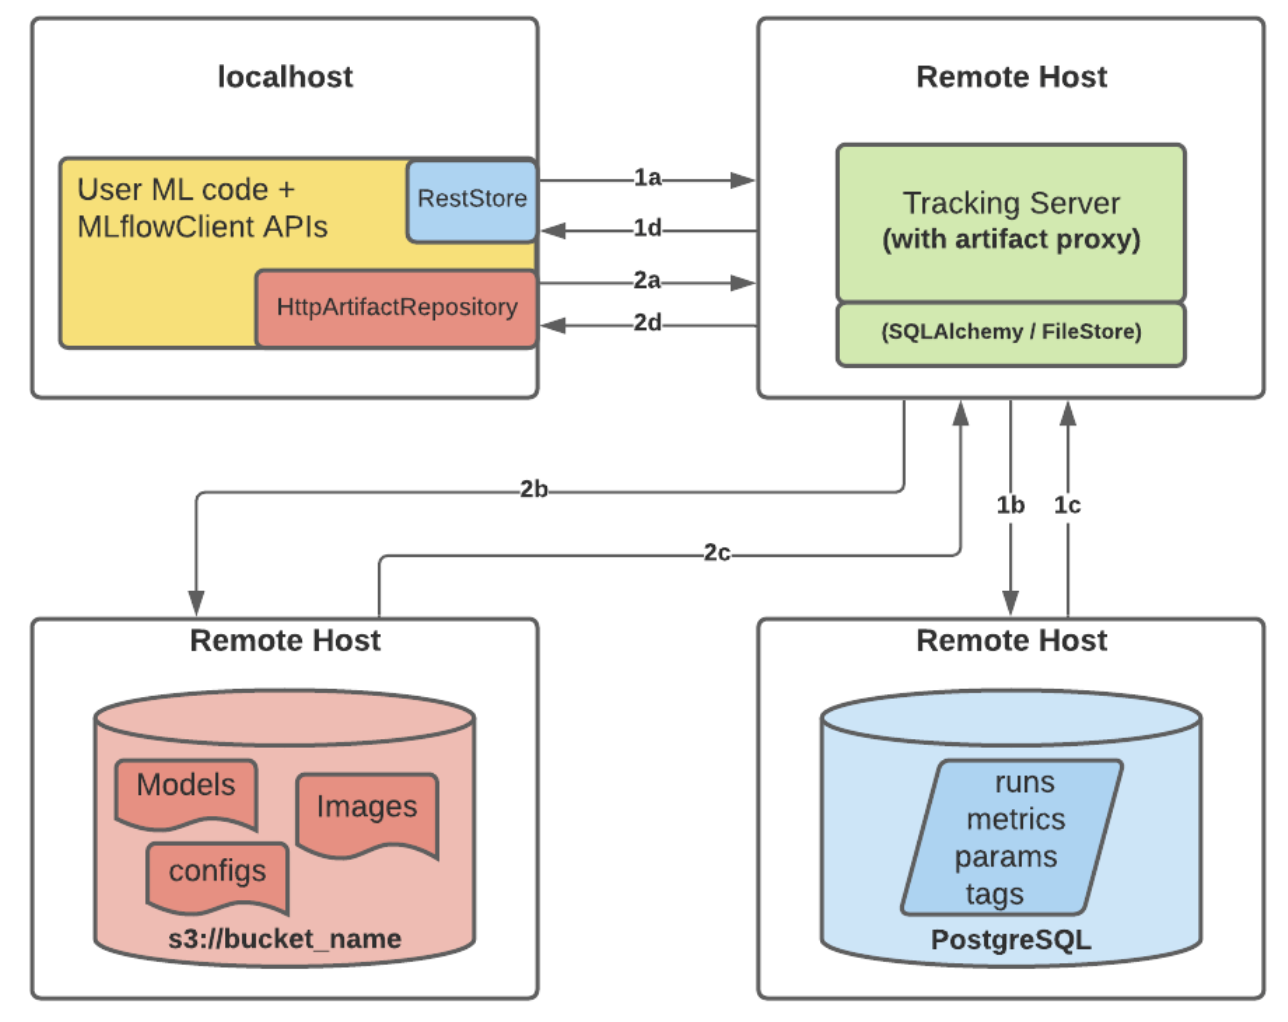 localhost
User ML code +
MLflowClient APIs
RestStore
HttpArtifactRepository
1a
1d
2a
2d
Remote Host
Tracking Server
(with artifact proxy)
(SQLAlchemy / FileStore)
2b
2c
1b
1c
Remote Host
Models
Images
configs
s3://bucket_name
Remote Host
runs
metrics
params
tags
PostgreSQL